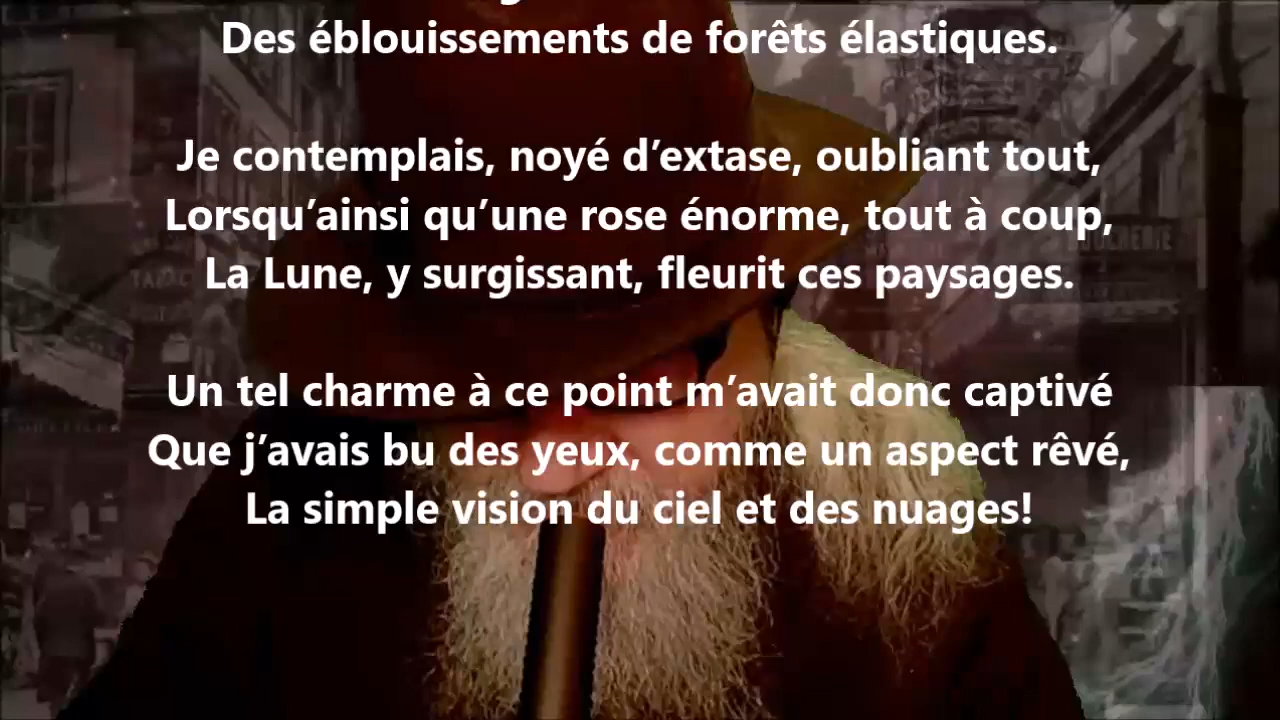 Des éblouissements de forêts élastiques.
Je contemplais, noyé d’extase, oubliant tout,
Lorsqu’ainsi qu’une rose énorme, tout à coup,
La Lune, y surgissant, fleurit ces paysages.
Un tel charme à ce point m’avait donc captivé
Que j’avais bu des yeux, comme un aspect rêvé,
La simple vision du ciel et des nuages!
TABAC